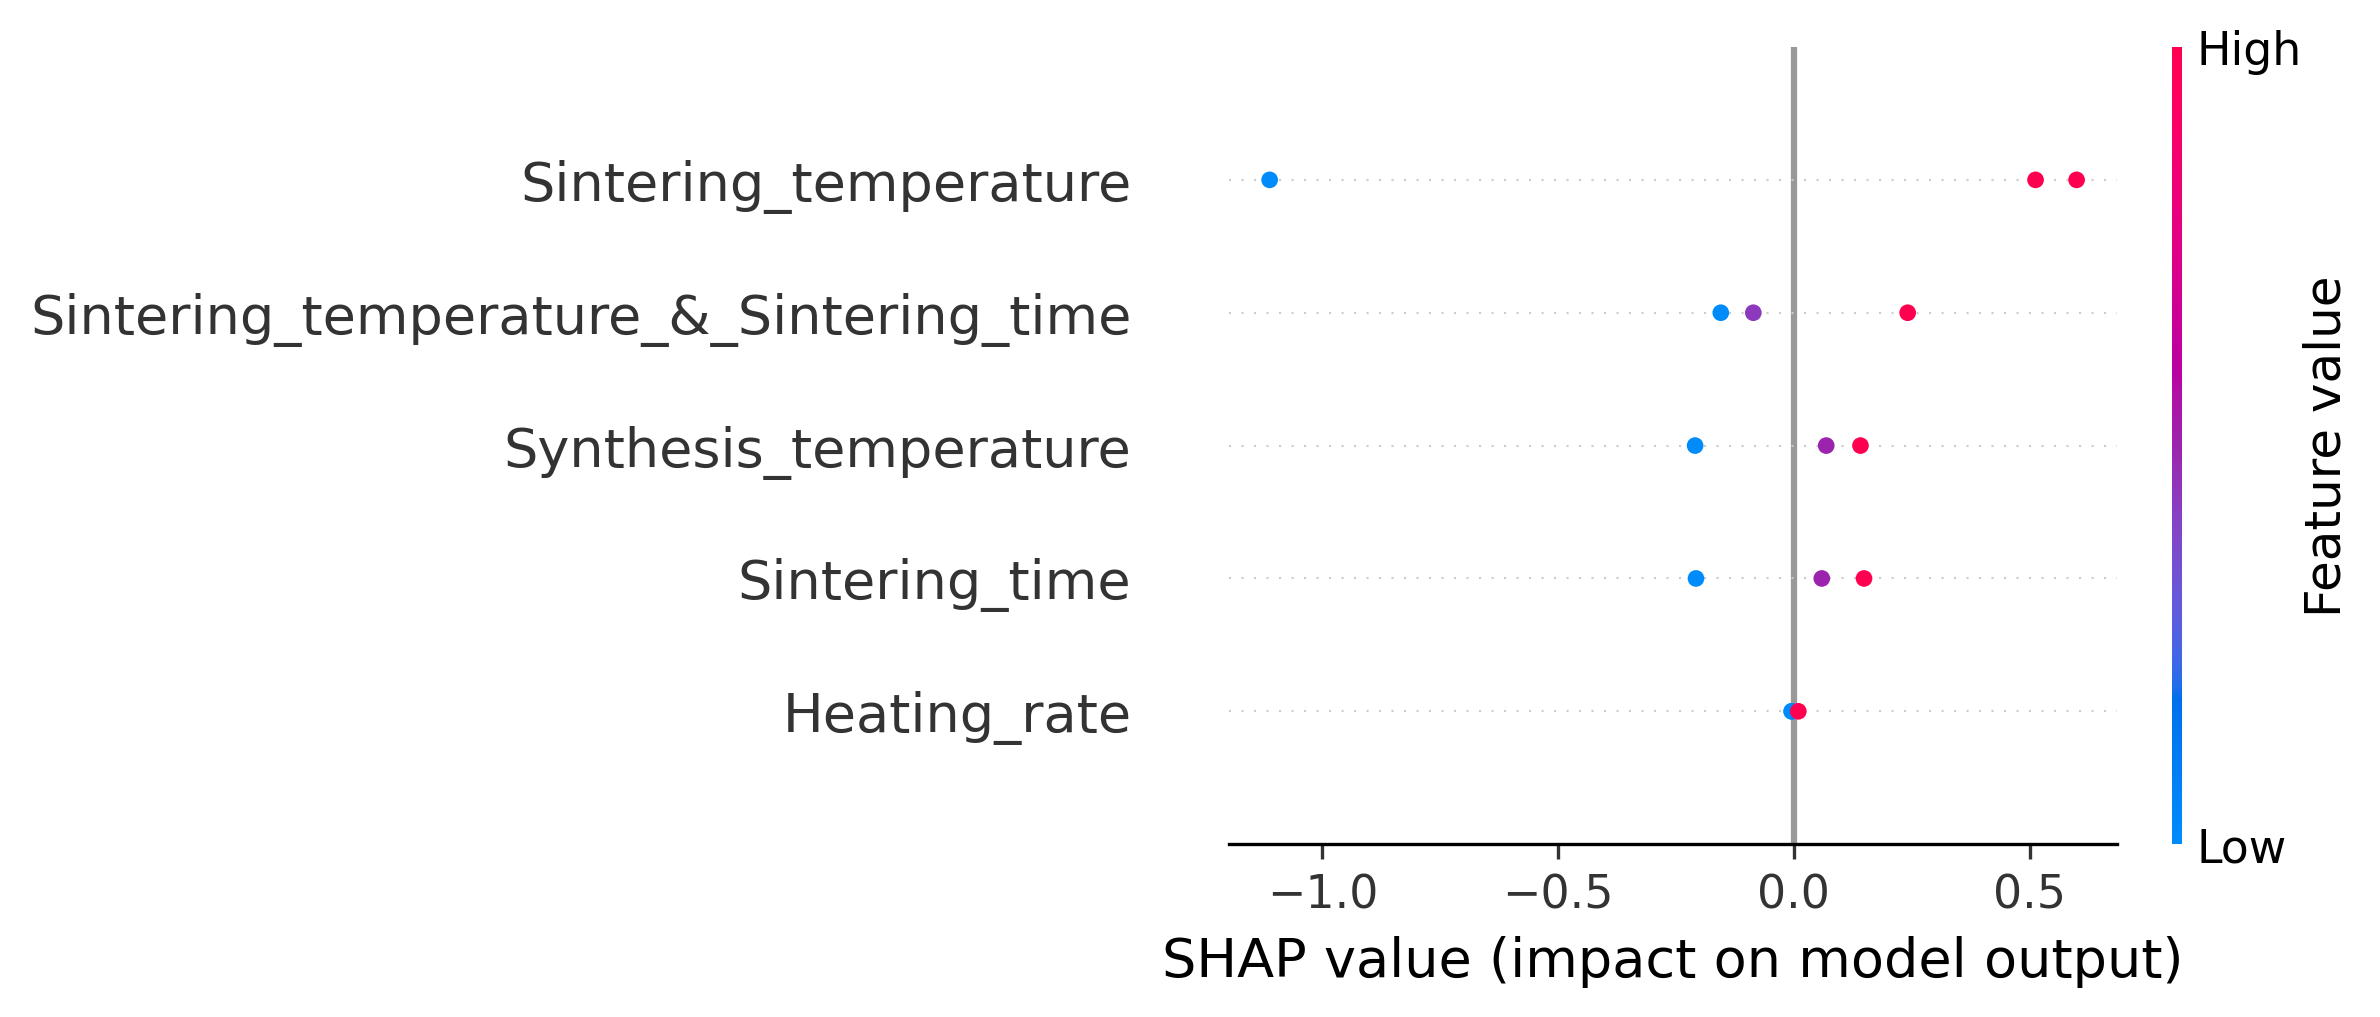 High
Sintering_temperature
Sintering_temperature_&_Sintering_time
Synthesis_temperature
Sintering_time
Heating_rate
Feature value
Low
−1.0 −0.5 0.0 0.5
SHAP value (impact on model output)